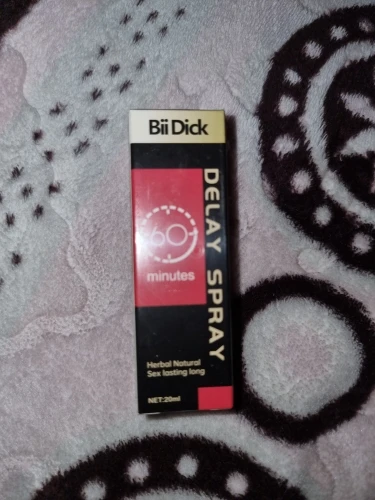 Bii Dick
DELAY SPRAY
60
minutes
Herbal Natural
Sex lasting long
NET:20ml